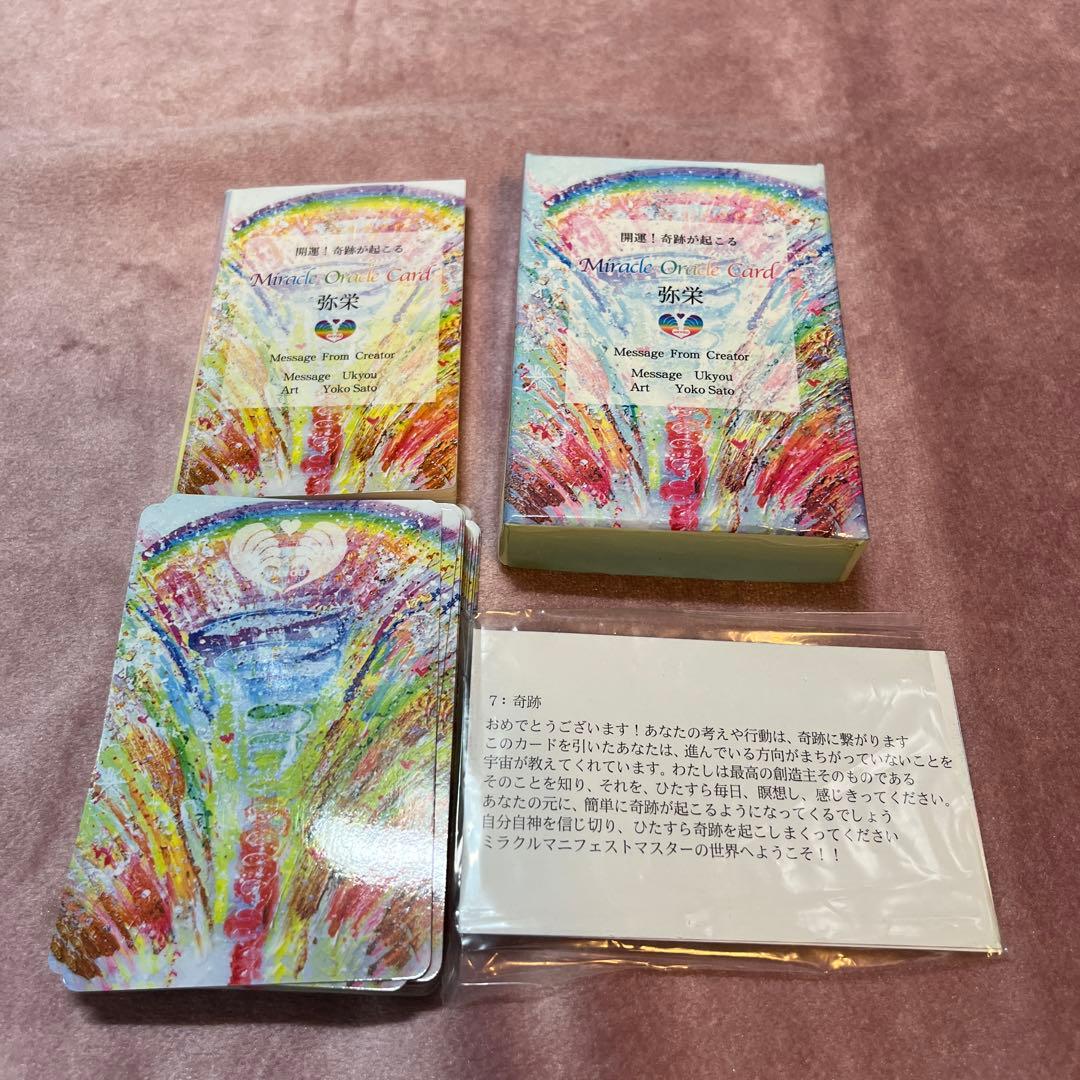 開運！奇跡が起こる
Miracle Oracle Card
弥栄
Message From Creator
Message Ukyou
Art Yoko Sato
開運！奇跡が起こる
Miracle Oracle Card
弥栄
Message From Creator
Message Ukyou
Art Yoko Sato
7：奇跡
おめでとうございます！あなたの考えや行動は、奇跡に繋がります
このカードを引いたあなたは、進んでいる方向がまちがっていないことを
宇宙が教えてくれています。わたしは最高の創造主そのものである
そのことを知り、それを、ひたすら毎日、瞑想し、感じきってください。
あなたの元に、簡単に奇跡が起こるようになってくるでしょう
自分自神を信じ切り、ひたすら奇跡を起こしまくってください
ミラクルマニフェストマスターの世界へようこそ！！